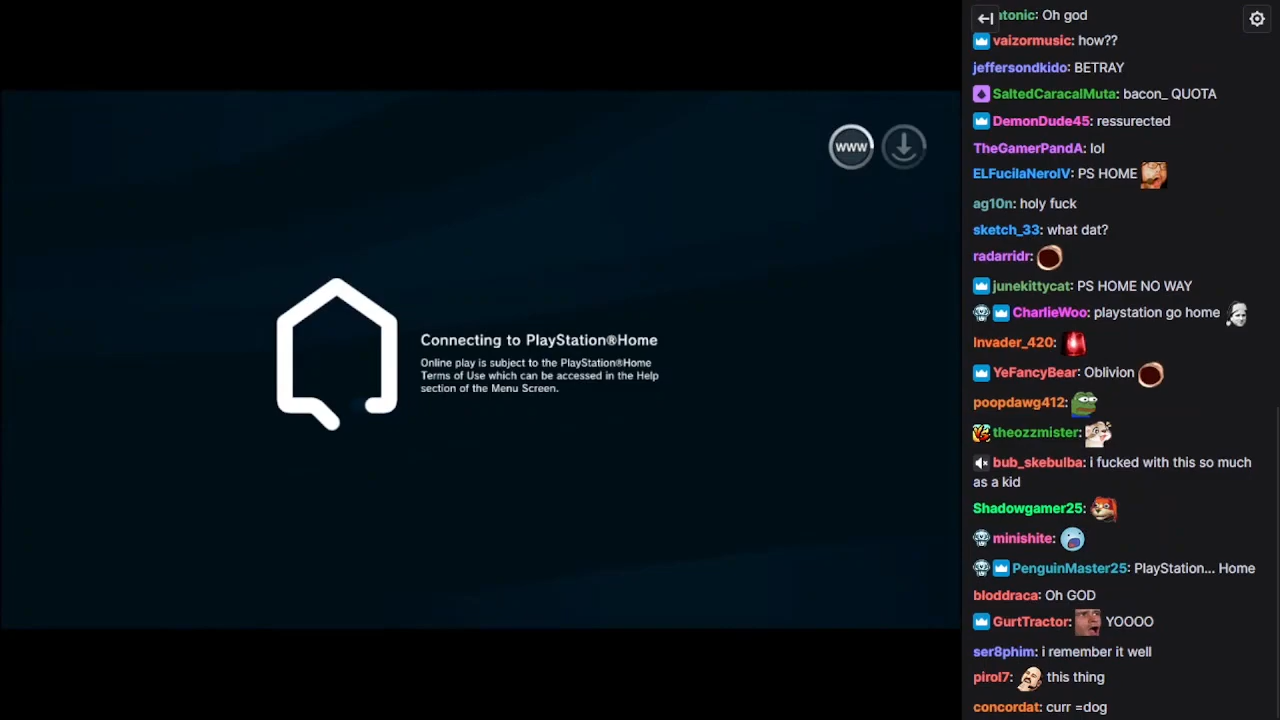 WWW
Connecting to PlayStation®Home
Online play is subject to the PlayStation®Home
Terms of Use which can be accessed in the Help
section of the Menu Screen.
atonic: Oh god
vaizormusic: how??
jeffersondkido: BETRAY
SaltedCaracalMuta: bacon_ QUOTA
DemonDude45: ressurected
TheGamerPandA: lol
ELFucilaNeroIV: PS HOME
ag10n: holy fuck
sketch_33: what dat?
radarridr:
junekittycat: PS HOME NO WAY
CharlieWoo: playstation go home
Invader_420:
YeFancyBear: Oblivion
poopdawg412:
theozzmister:
bub_skebulba: i fucked with this so much
as a kid
Shadowgamer25:
minishite:
PenguinMaster25: PlayStation... Home
bloddraca: Oh GOD
GurtTractor: YOOOO
ser8phim: i remember it well
pirol7: this thing
concordat: curr =dog